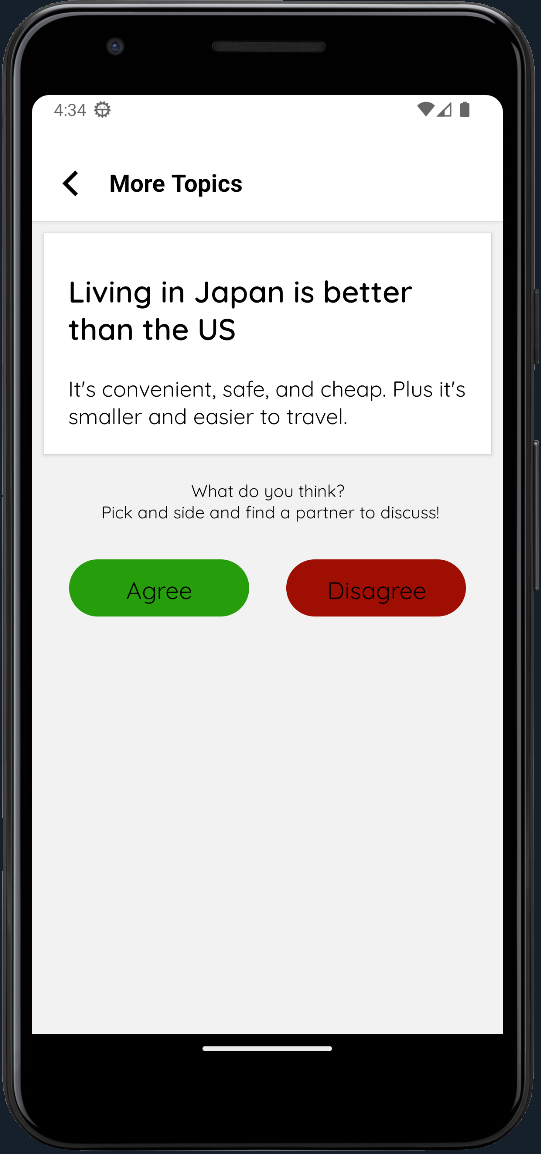 4:34
More Topics
Living in Japan is better
than the US
It's convenient, safe, and cheap. Plus it's
smaller and easier to travel.
What do you think?
Pick and side and find a partner to discuss!
Agree
Disagree